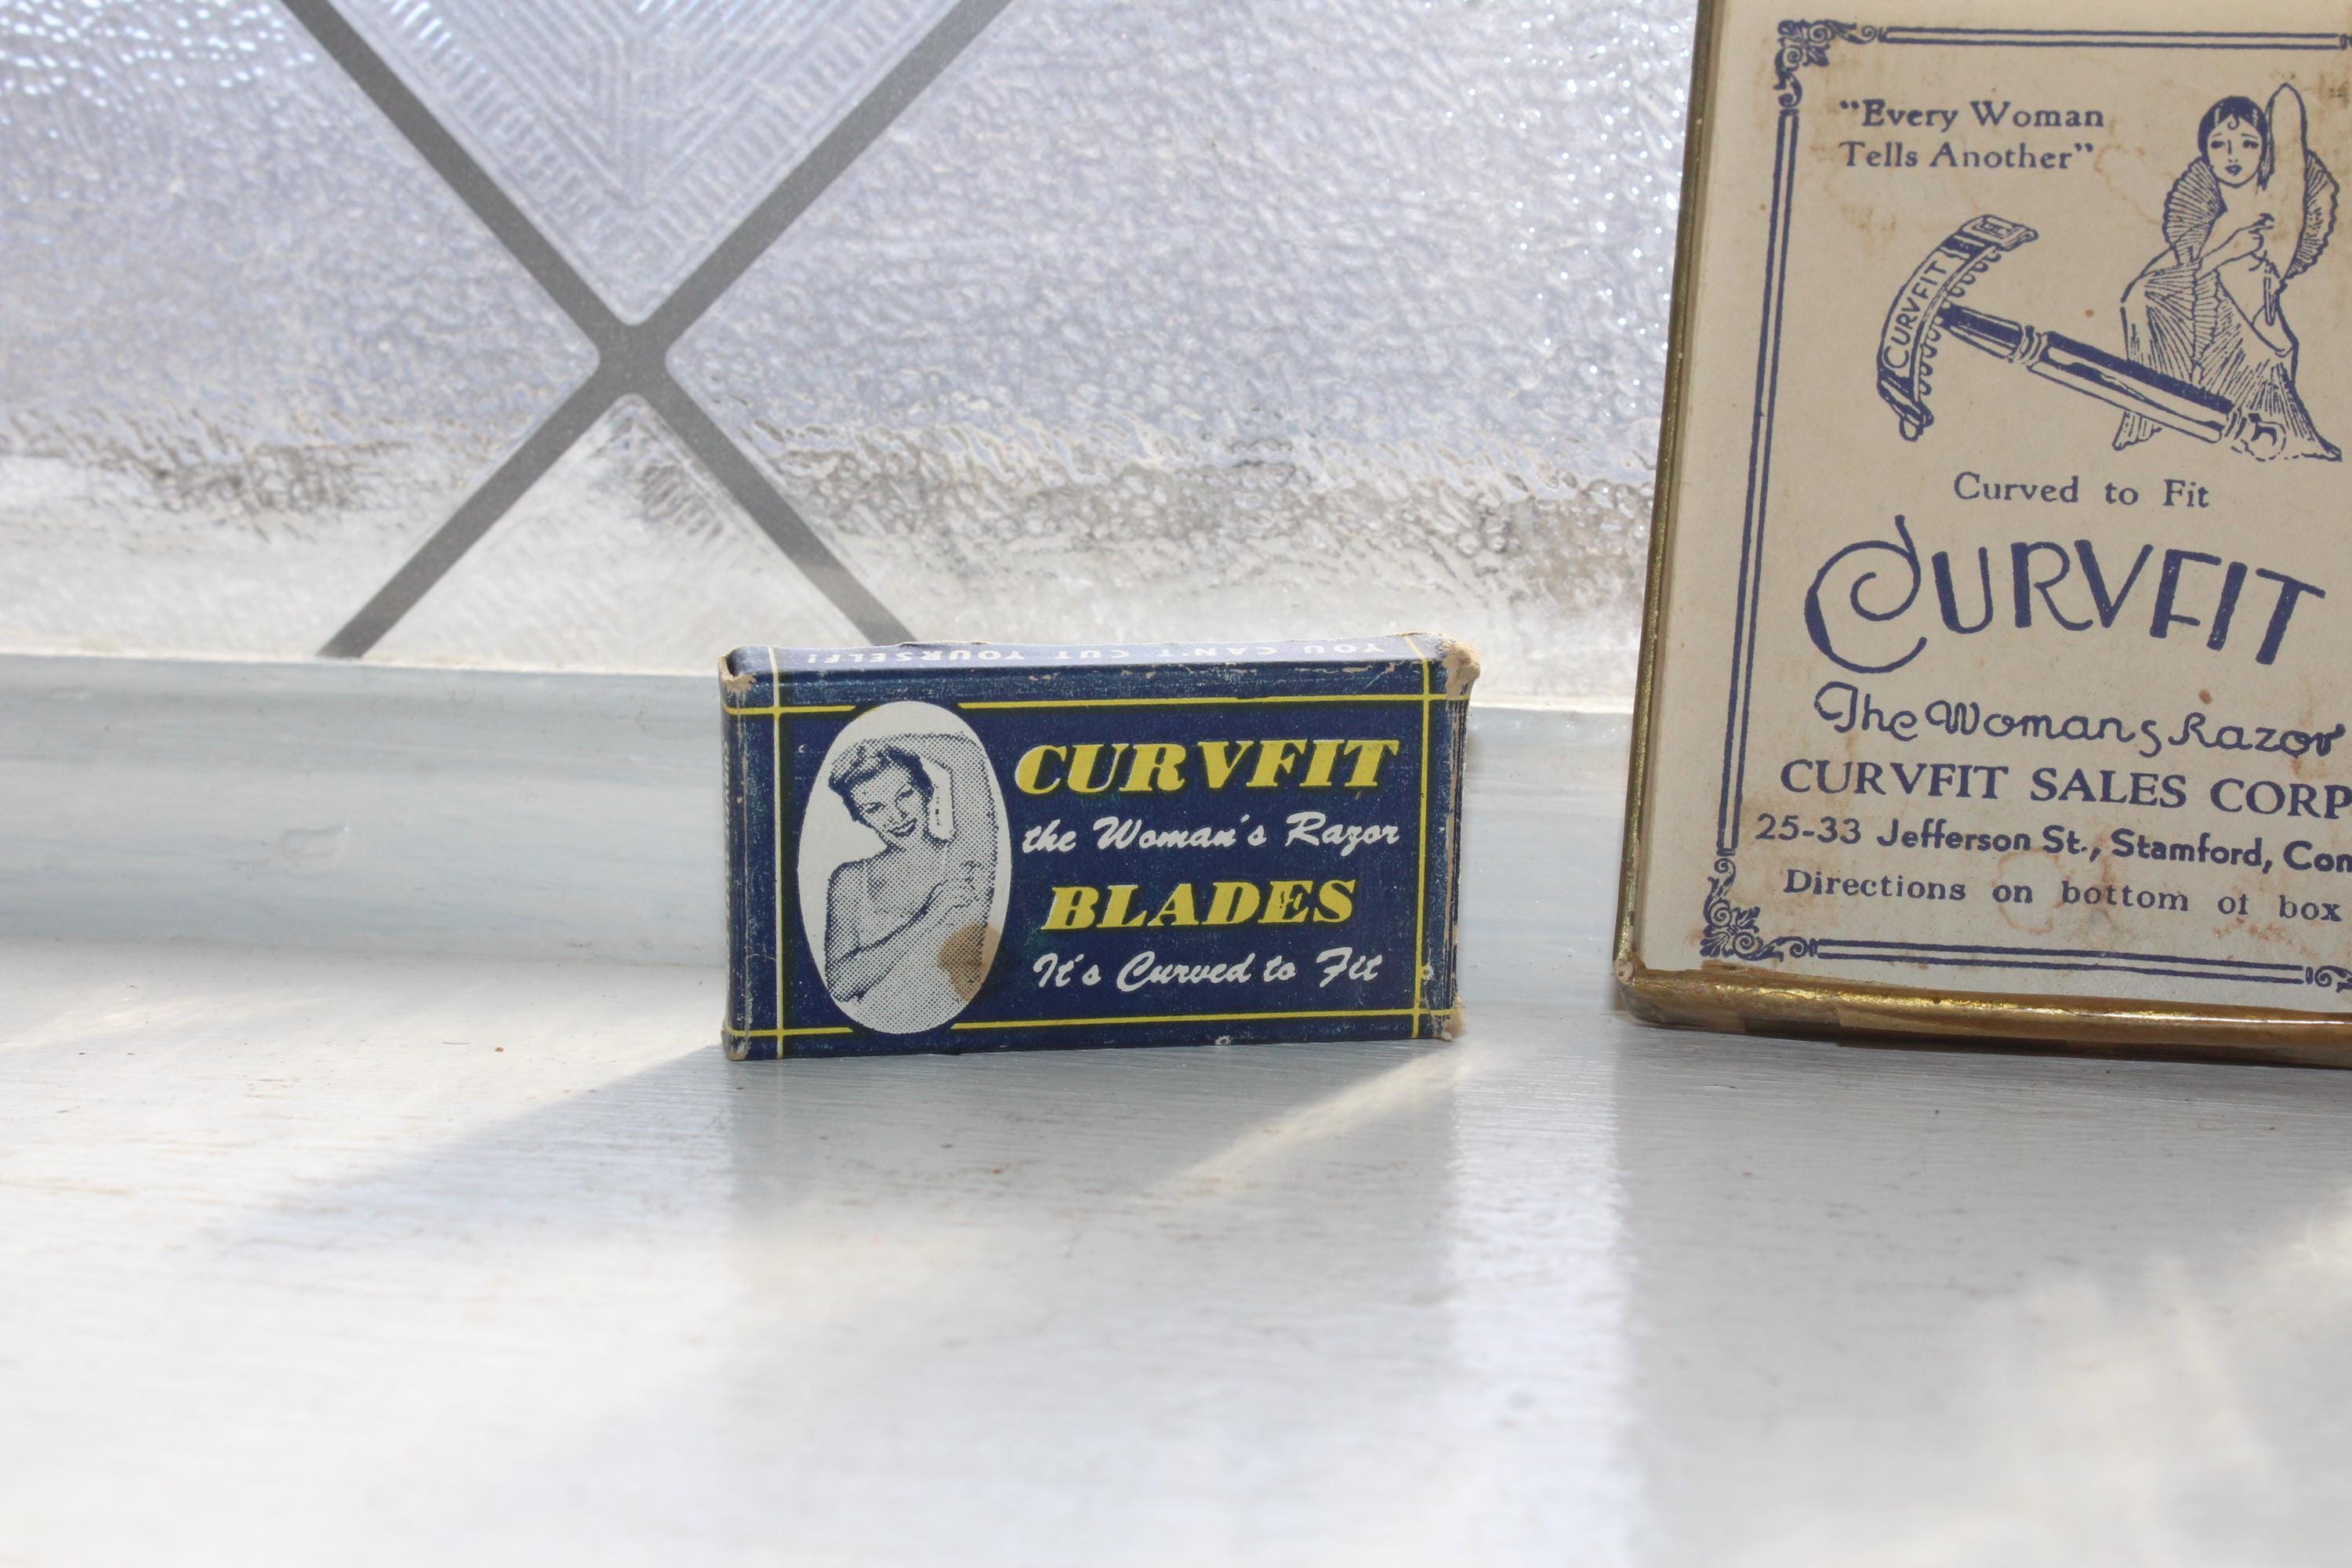 YOU CAN'T CUT YOURSELF!
CURVFIT
the Woman's Razor
BLADES
It's Curved to Fit
"Every Woman
Tells Another"
CURVFIT
Curved to Fit
CURVFIT
The Womans Razor
CURVFIT SALES CORP
25-33 Jefferson St., Stamford, Con
Directions on bottom of box